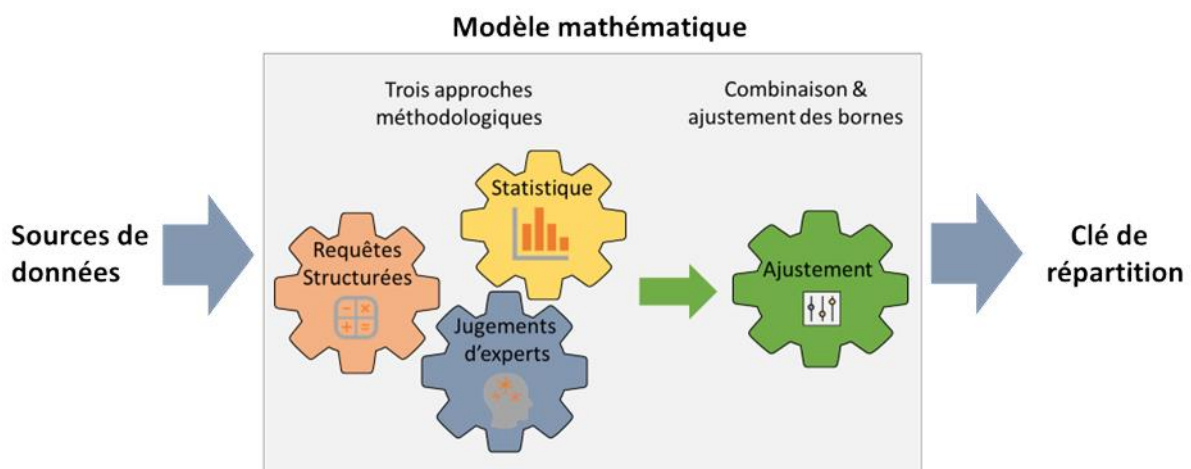 Modèle mathématique
Trois approches
méthodologiques
Combinaison &
ajustement des bornes
Statistique
Requêtes
Structurées
Jugements
d'experts
Ajustement
Sources de
données
Clé de
répartition